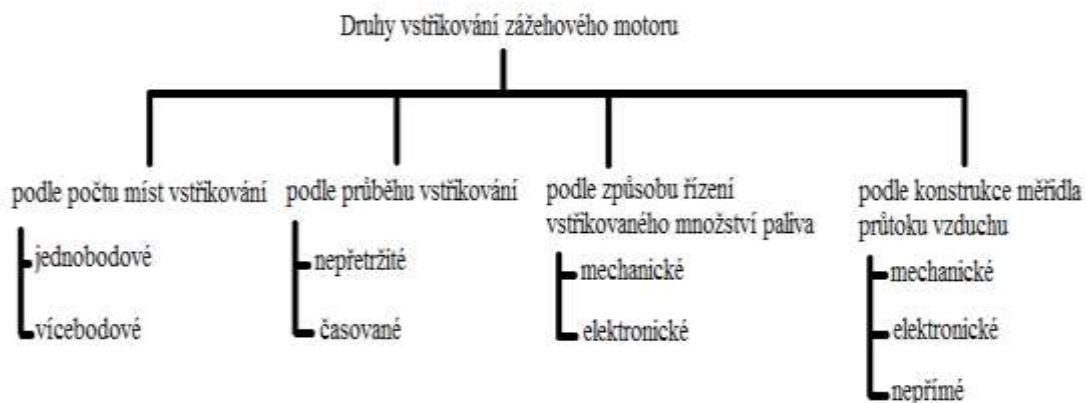 Druhy vstřikování zážehového motoru
podle počtu míst vstřikování
jednobodové
vícebodové
podle průběhu vstřikování
nepřetržité
časované
podle způsobu řízení
vstřikovaného množství paliva
mechanické
elektronické
podle konstrukce měřidla
průtoku vzduchu
mechanické
elektronické
nepřímé